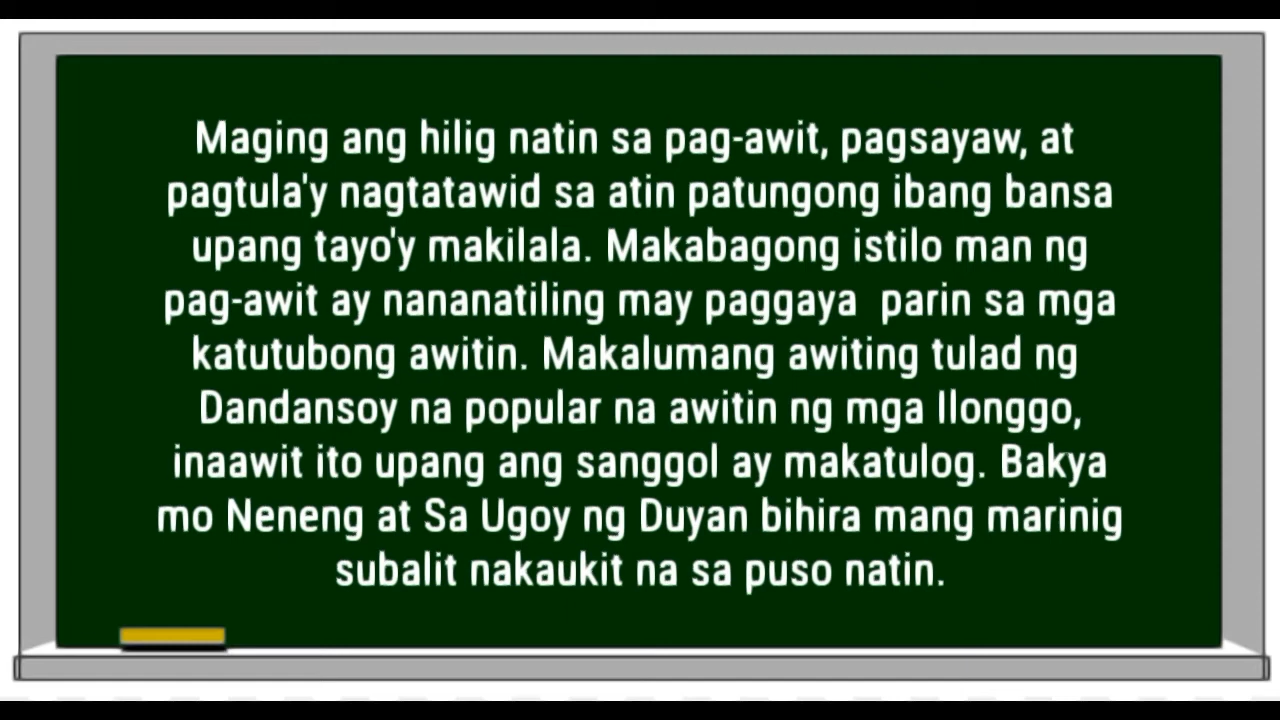 Maging ang hilig natin sa pag-awit, pagsayaw, at
pagtula'y nagtatawid sa atin patungong ibang bansa
upang tayo'y makilala. Makabagong istilo man ng
pag-awit ay nananatiling may paggaya parin sa mga
katutubong awitin. Makalumang awiting tulad ng
Dandansoy na popular na awitin ng mga Ilonggo,
inaawit ito upang ang sanggol ay makatulog. Bakya
mo Neneng at Sa Ugoy ng Duyan bihira mang marinig
subalit nakaukit na sa puso natin.